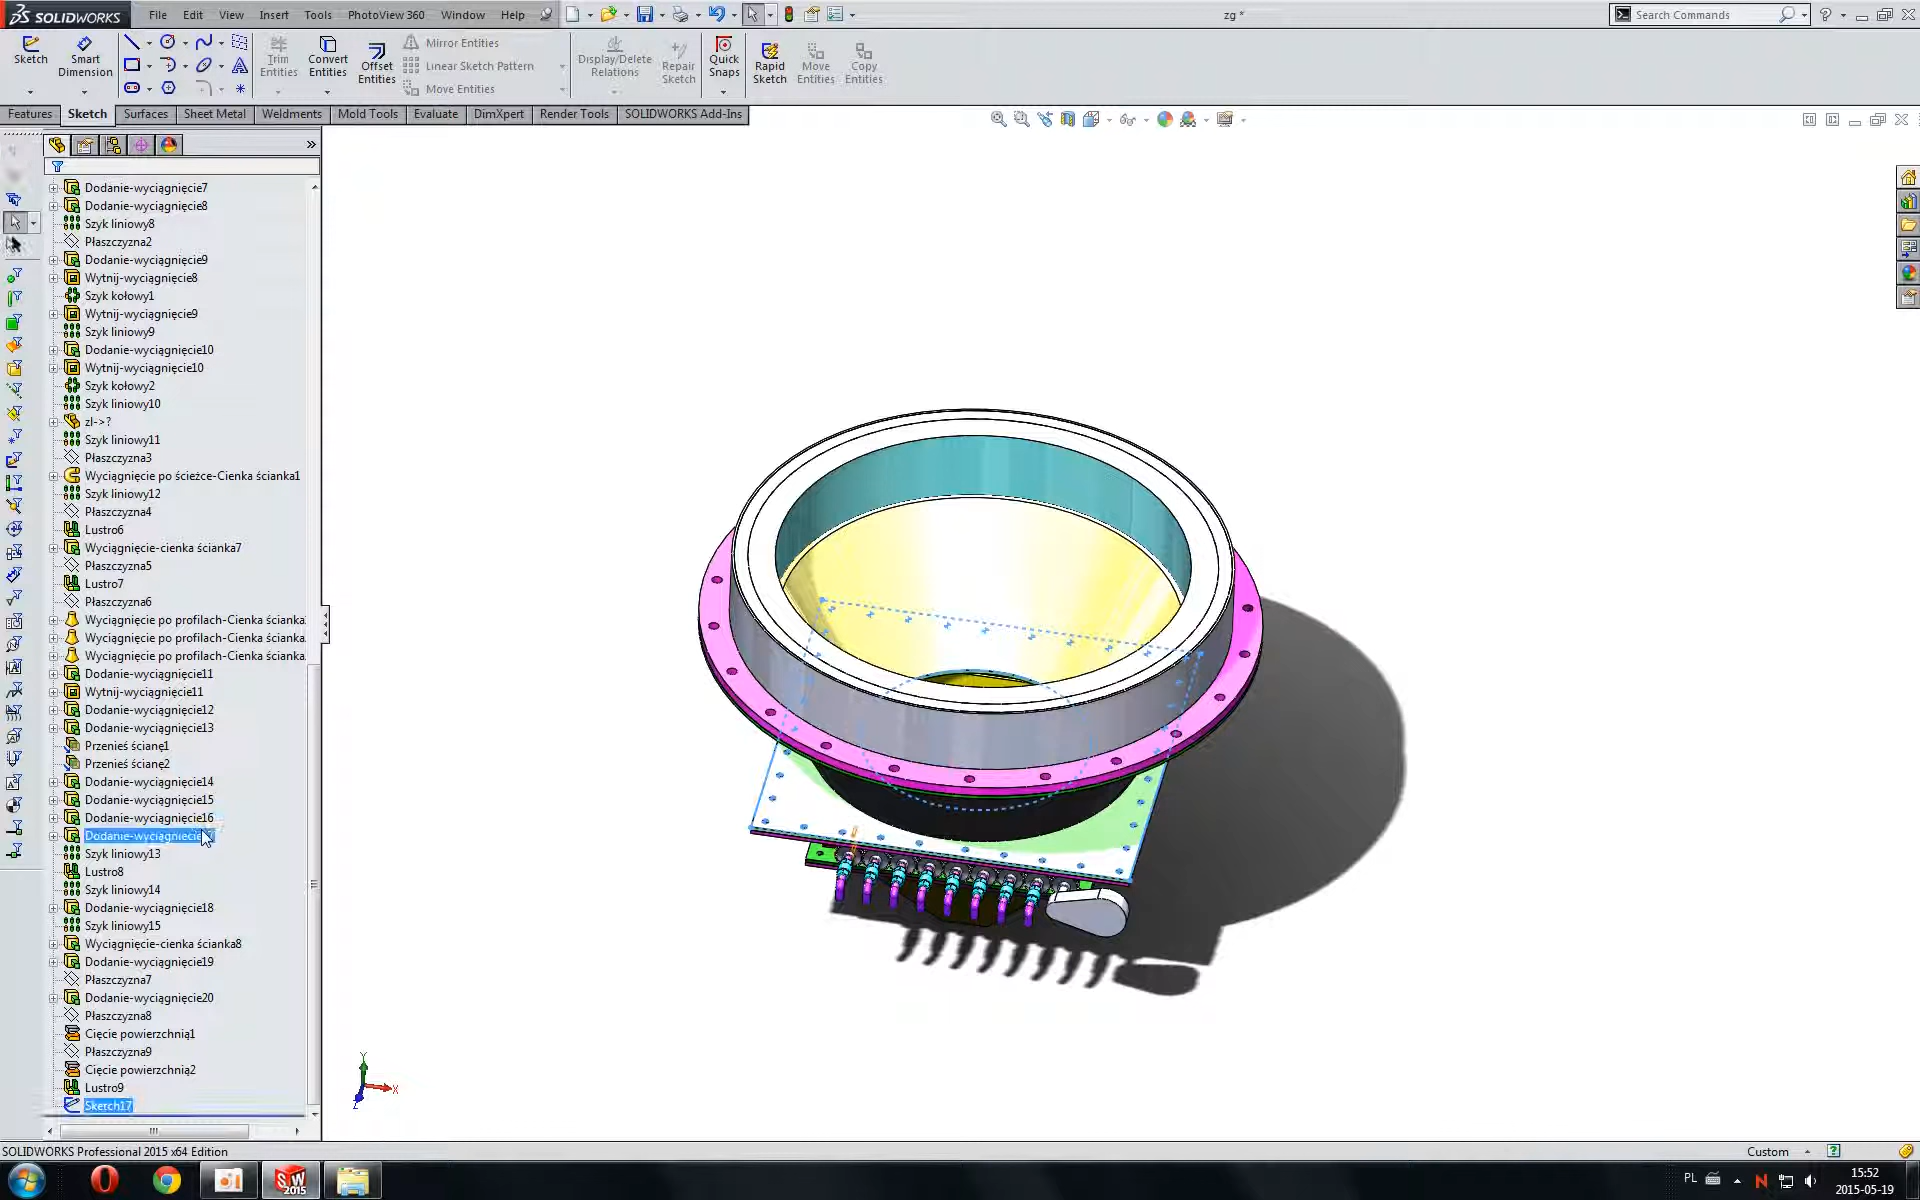 SOLIDWORKS File Edit View Insert Tools PhotoView 360 Window Help zg * Search Commands
Sketch Smart Dimension Trim Entities Convert Entities Offset Entities Mirror Entities Linear Sketch Pattern Move Entities Display/Delete Relations Repair Sketch Quick Snaps Rapid Sketch Move Entities Copy Entities
Features Sketch Surfaces Sheet Metal Weldments Mold Tools Evaluate DimXpert Render Tools SOLIDWORKS Add-Ins
Dodanie-wyciągnięcie7
Dodanie-wyciągnięcie8
Szyk liniowy8
Płaszczyzna2
Dodanie-wyciągnięcie9
Wytnij-wyciągnięcie8
Szyk kołowy1
Wytnij-wyciągnięcie9
Szyk liniowy9
Dodanie-wyciągnięcie10
Wytnij-wyciągnięcie10
Szyk kołowy2
Szyk liniowy10
zl->?
Szyk liniowy11
Płaszczyzna3
Wyciągnięcie po ścieżce-Cienka ścianka1
Szyk liniowy12
Płaszczyzna4
Lustro6
Wyciągnięcie-cienka ścianka7
Płaszczyzna5
Lustro7
Płaszczyzna6
Wyciągnięcie po profilach-Cienka ścianka
Wyciągnięcie po profilach-Cienka ścianka
Wyciągnięcie po profilach-Cienka ścianka
Dodanie-wyciągnięcie11
Wytnij-wyciągnięcie11
Dodanie-wyciągnięcie12
Dodanie-wyciągnięcie13
Przenieś ścianę1
Przenieś ścianę2
Dodanie-wyciągnięcie14
Dodanie-wyciągnięcie15
Dodanie-wyciągnięcie16
Szyk liniowy13
Lustro8
Szyk liniowy14
Dodanie-wyciągnięcie18
Szyk liniowy15
Wyciągnięcie-cienka ścianka8
Dodanie-wyciągnięcie19
Płaszczyzna7
Dodanie-wyciągnięcie20
Płaszczyzna8
Cięcie powierzchnią1
Płaszczyzna9
Cięcie powierzchnią2
Lustro9
Sketch17
Y
X
Z
SOLIDWORKS Professional 2015 x64 Edition Custom
PL 15:52
2015-05-19